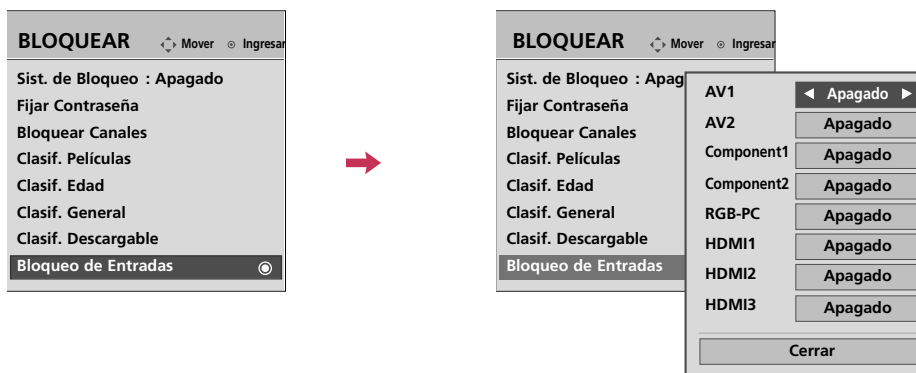 BLOQUEAR Mover Ingresar
Sist. de Bloqueo : Apagado
Fijar Contraseña
Bloquear Canales
Clasif. Películas
Clasif. Edad
Clasif. General
Clasif. Descargable
Bloqueo de Entradas
BLOQUEAR Mover Ingresar
Sist. de Bloqueo : Apag
Fijar Contraseña
Bloquear Canales
Clasif. Películas
Clasif. Edad
Clasif. General
Clasif. Descargable
Bloqueo de Entradas
AV1 ◀ Apagado ▶
AV2 Apagado
Component1 Apagado
Component2 Apagado
RGB-PC Apagado
HDMI1 Apagado
HDMI2 Apagado
HDMI3 Apagado
Cerrar